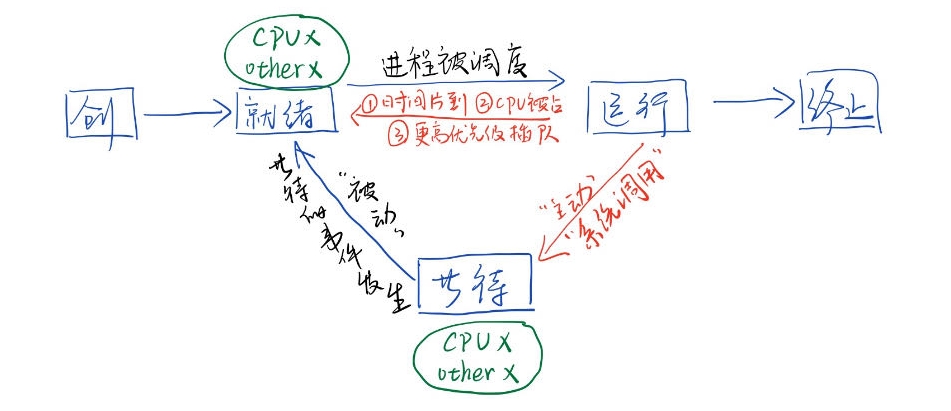 CPU x
other x
进程被调度
创
就绪
①时间片到 ②CPU被占
③更高优先级插队
运行
终止
"被动"
等待的事件发生
"主动"
"系统调用"
等待
CPU X
other X